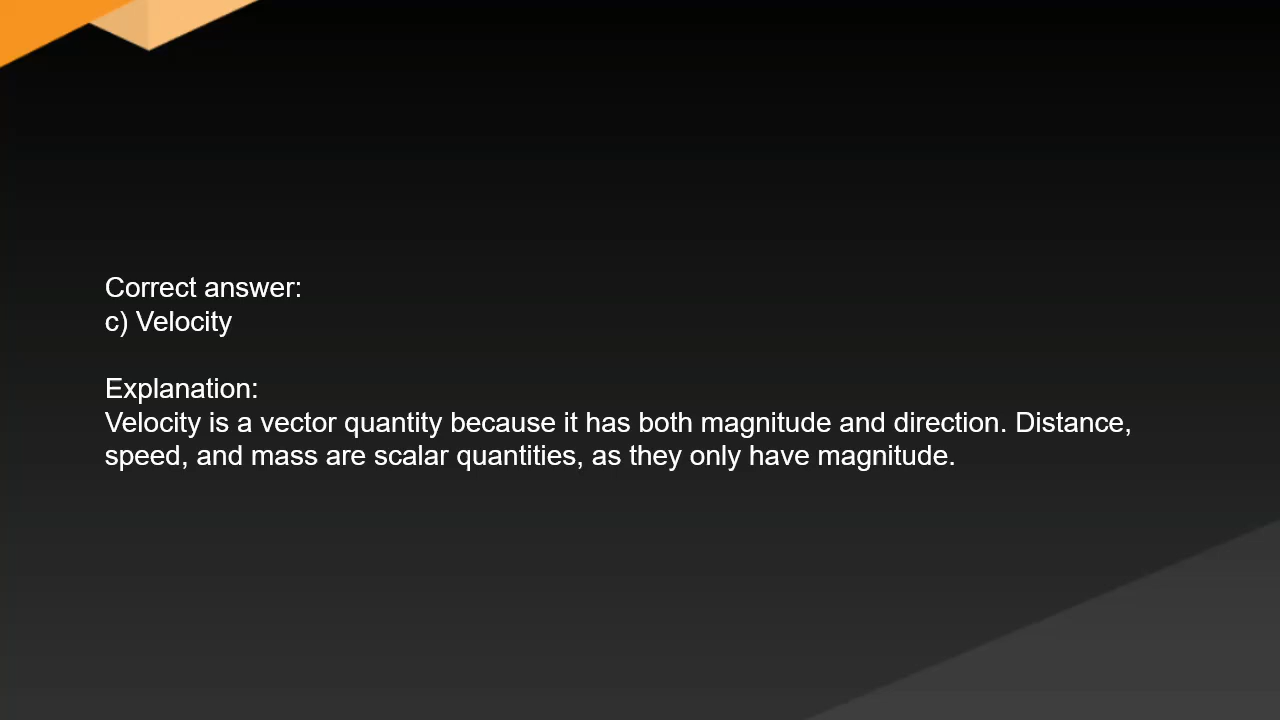 Correct answer:
c) Velocity
Explanation:
Velocity is a vector quantity because it has both magnitude and direction. Distance,
speed, and mass are scalar quantities, as they only have magnitude.